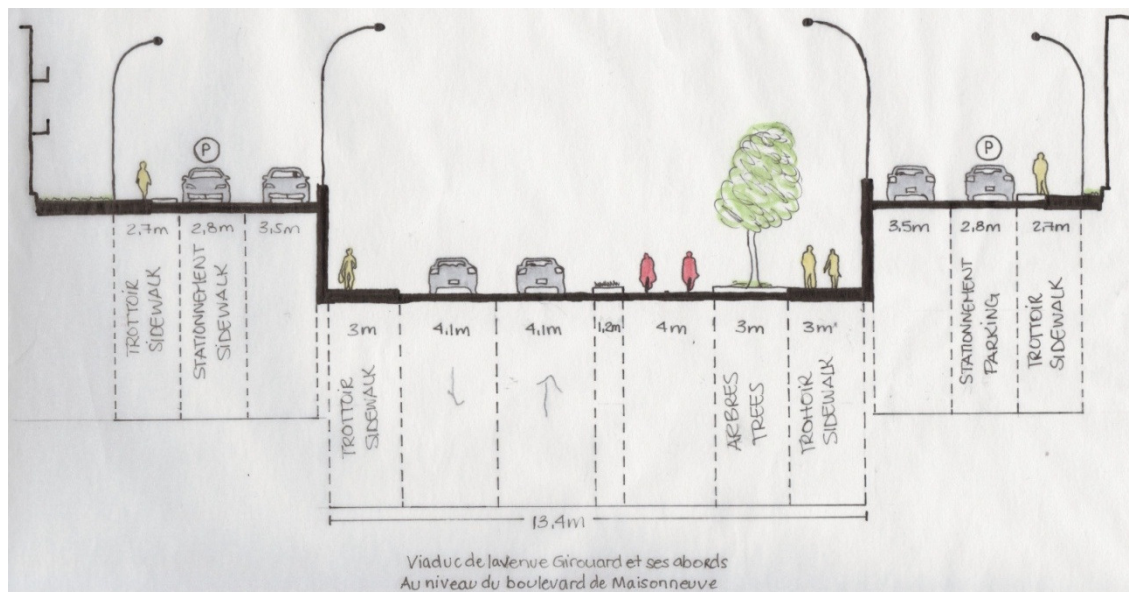 P
P
2,7m
2,8m
3,5m
3,5m
2,8m
2,7m
TROTTOIR
SIDEWALK
STATIONNEMENT
SIDEWALK
STATIONNEMENT
PARKING
TROTTOIR
SIDEWALK
3m
4,1m
4,1m
1,2m
4m
3m
3m
TROTTOIR
SIDEWALK
ARBRES
TREES
TROHOIR
SIDEWALK
13,4m
Viaduc de lavenue Girouard et ses abords
Au niveau du boulevard de Maisonneuve